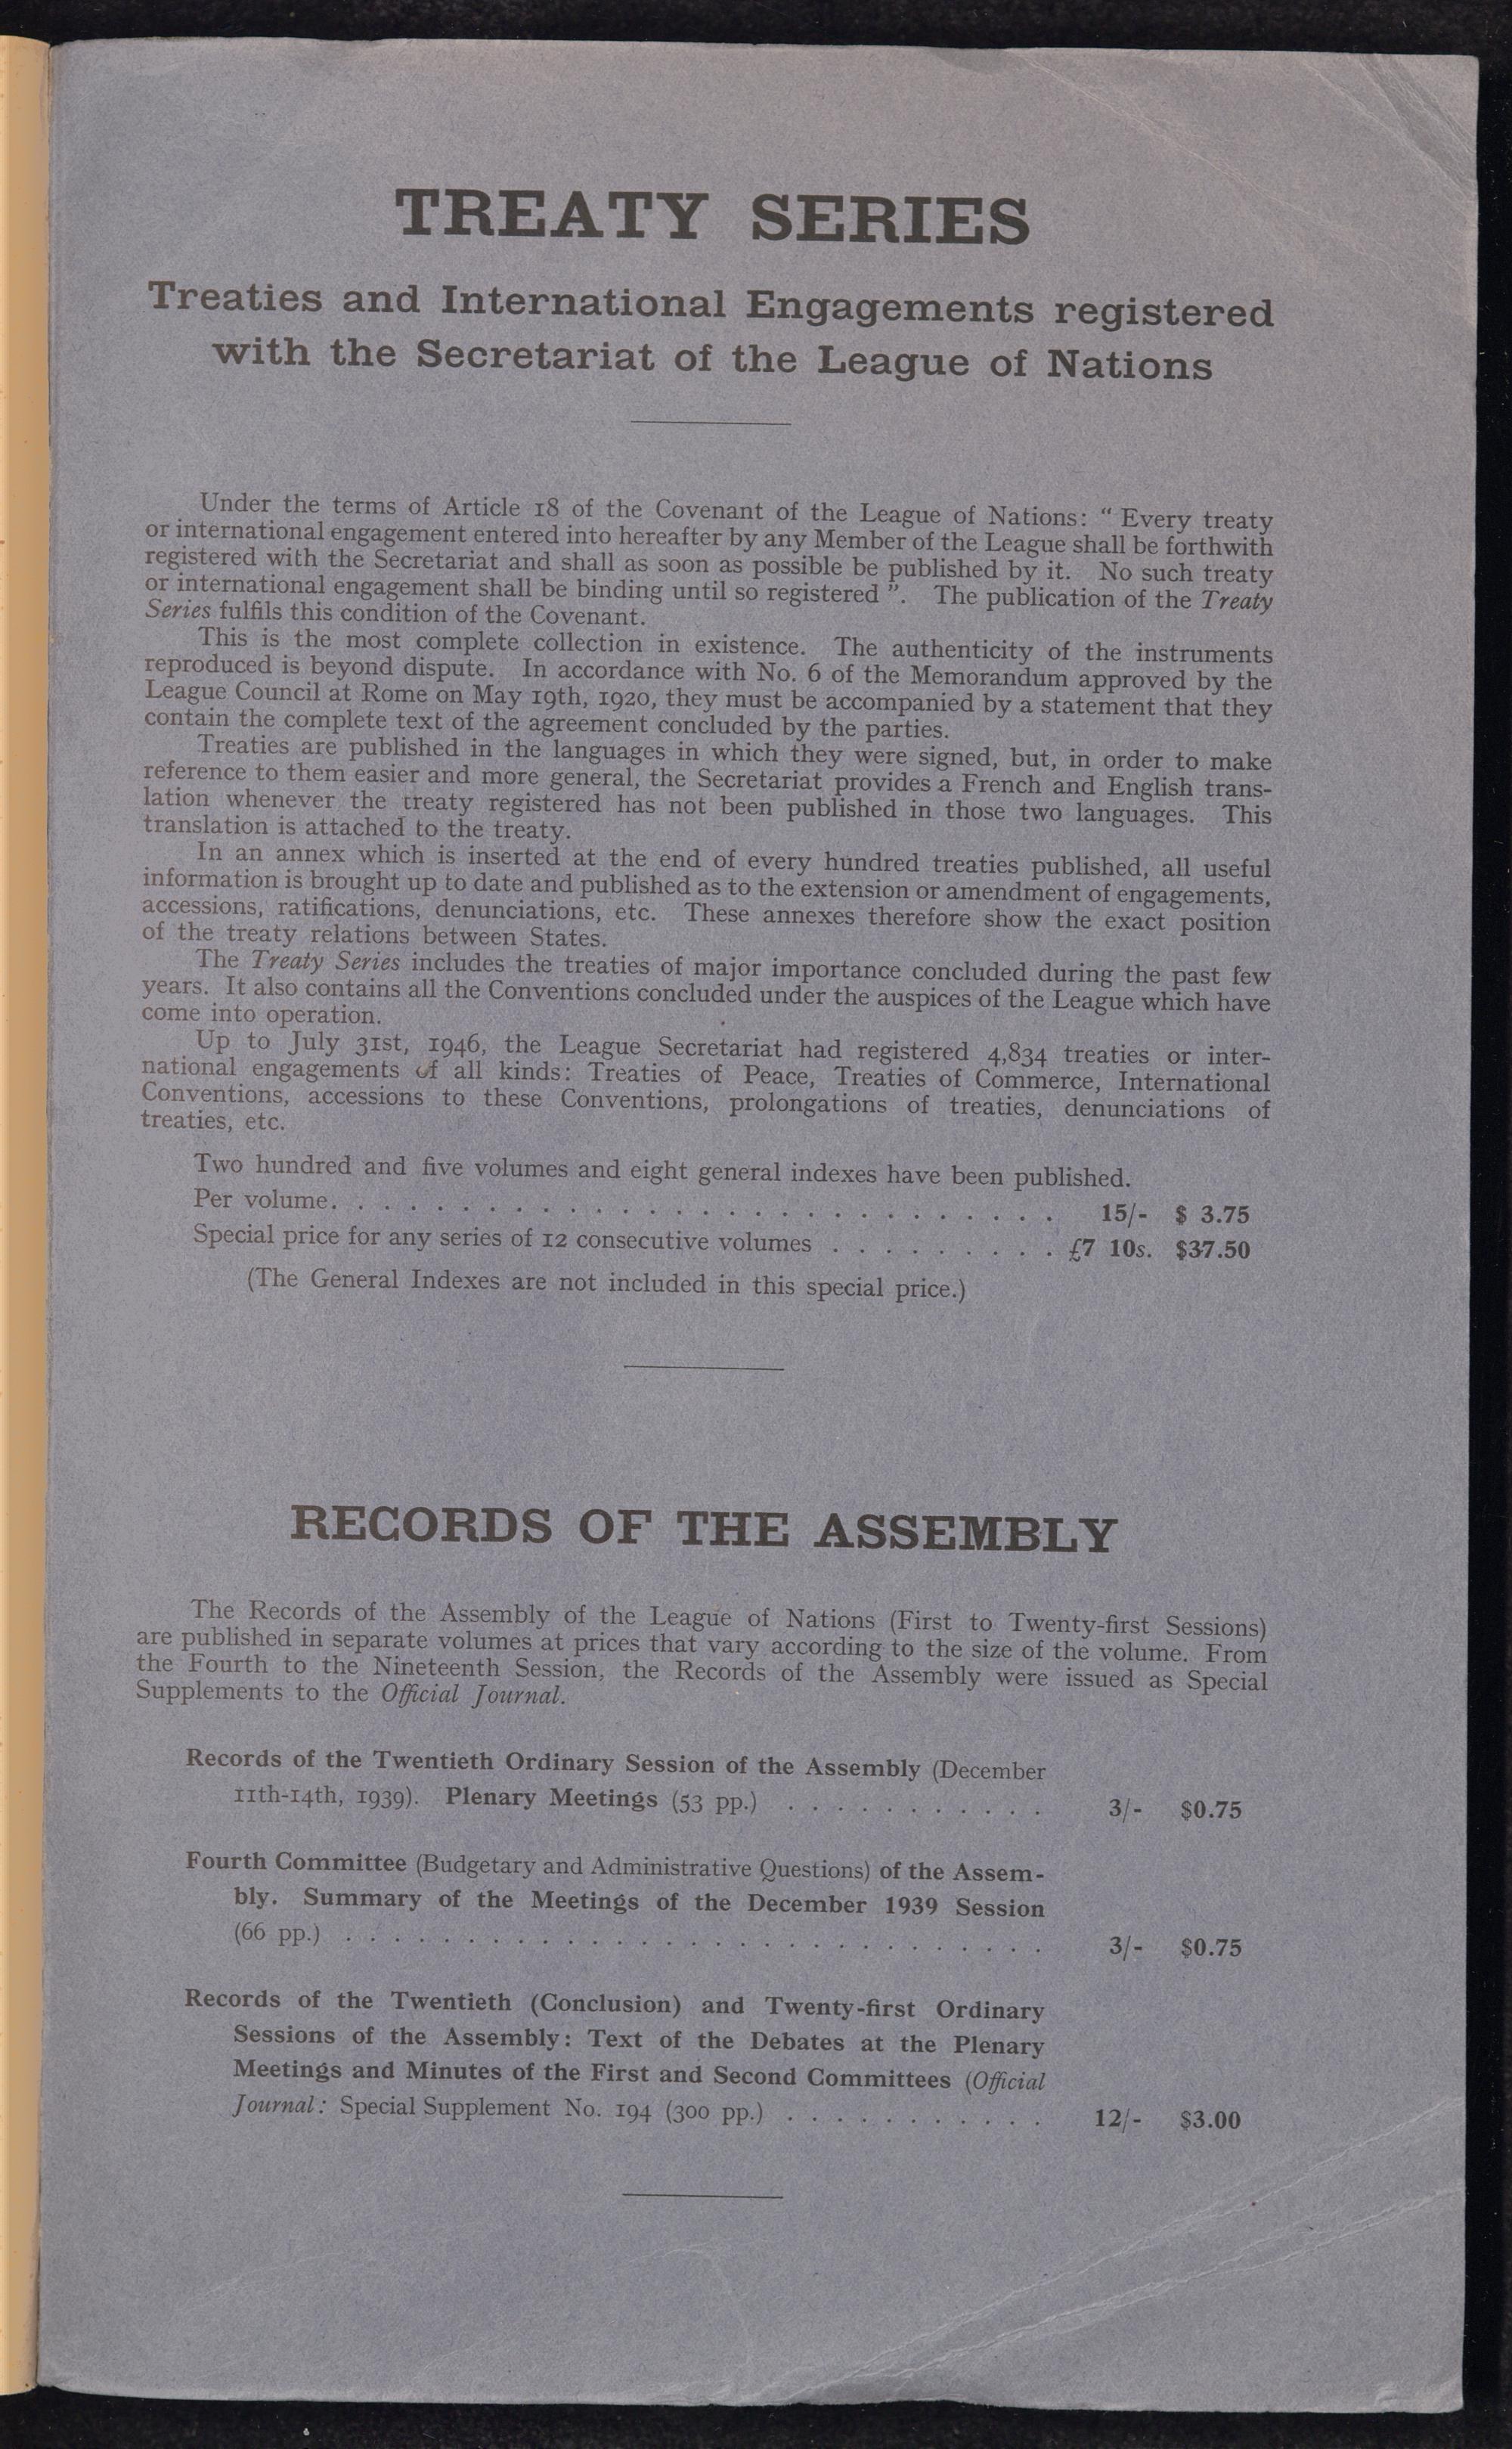 TREATY SERIES
Treaties and International Engagements registered
with the Secretariat of the League of Nations
Under the terms of Article 18 of the Covenant of the League of Nations: “ Every treaty
or international engagement entered into hereafter by any Member of the League shall be forthwith
registered with the Secretariat and shall as soon as possible be published by it. No such treaty
or international engagement shall be binding until so registered ”. The publication of the Treaty
Series fulfils this condition of the Covenant.
This is the most complete collection in existence. The authenticity of the instruments
reproduced is beyond dispute. In accordance with No. 6 of the Memorandum approved by the
League Council at Rome on May 19th, 1920, they must be accompanied by a statement that they
contain the complete text of the agreement concluded by the parties.
Treaties are published in the languages in which they were signed, but, in order to make
reference to them easier and more general, the Secretariat provides a French and English trans-
lation whenever the treaty registered has not been published in those two languages. This
translation is attached to the treaty.
In an annex which is inserted at the end of every hundred treaties published, all useful
information is brought up to date and published as to the extension or amendment of engagements,
accessions, ratifications, denunciations, etc. These annexes therefore show the exact position
of the treaty relations between States.
The Treaty Series includes the treaties of major importance concluded during the past few
years. It also contains all the Conventions concluded under the auspices of the League which have
come into operation.
Up to July 31st, 1946, the League Secretariat had registered 4,834 treaties or inter-
national engagements of all kinds: Treaties of Peace, Treaties of Commerce, International
Conventions, accessions to these Conventions, prolongations of treaties, denunciations of
treaties, etc.
Two hundred and five volumes and eight general indexes have been published.
Per volume. . . . . . . . . . . . . . . . . . . . . . . . . . . . 15/- $ 3.75
Special price for any series of 12 consecutive volumes . . . . . . . . . . £7 10s. $37.50
(The General Indexes are not included in this special price.)
RECORDS OF THE ASSEMBLY
The Records of the Assembly of the League of Nations (First to Twenty-first Sessions)
are published in separate volumes at prices that vary according to the size of the volume. From
the Fourth to the Nineteenth Session, the Records of the Assembly were issued as Special
Supplements to the Official Journal.
Records of the Twentieth Ordinary Session of the Assembly (December
11th-14th, 1939). Plenary Meetings (53 pp.) . . . . . . . . . . . 3/- $0.75
Fourth Committee (Budgetary and Administrative Questions) of the Assem-
bly. Summary of the Meetings of the December 1939 Session
(66 pp.) . . . . . . . . . . . . . . . . . . . . . . . . . . . . . 3/- $0.75
Records of the Twentieth (Conclusion) and Twenty-first Ordinary
Sessions of the Assembly: Text of the Debates at the Plenary
Meetings and Minutes of the First and Second Committees (Official
Journal: Special Supplement No. 194 (300 pp.) . . . . . . . . . . . 12/- $3.00